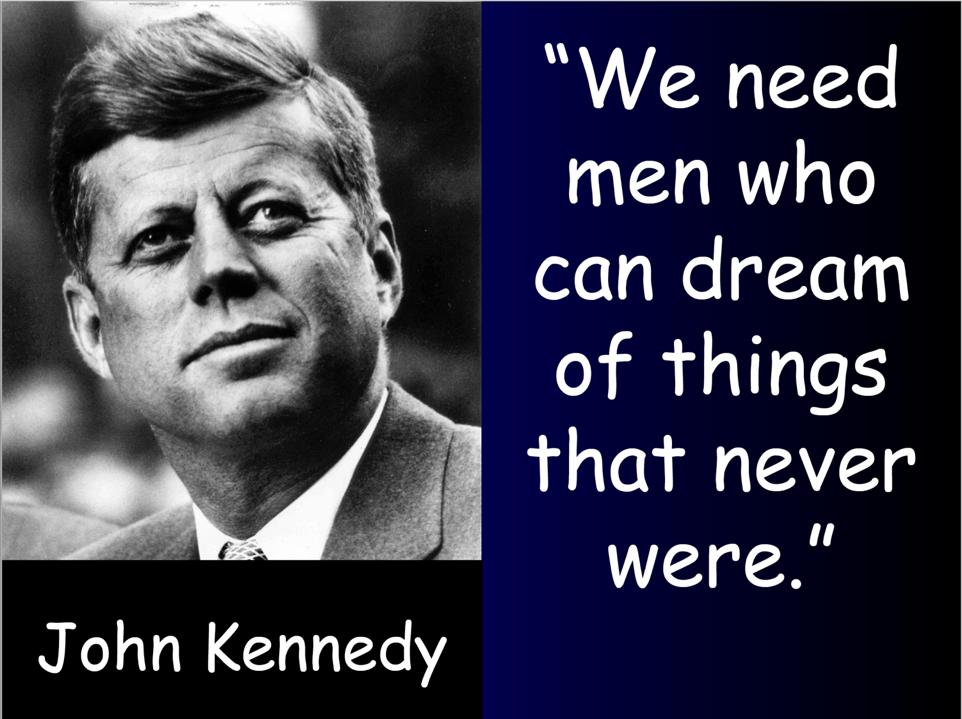 “We need
men who
can dream
of things
that never
were.”
John Kennedy